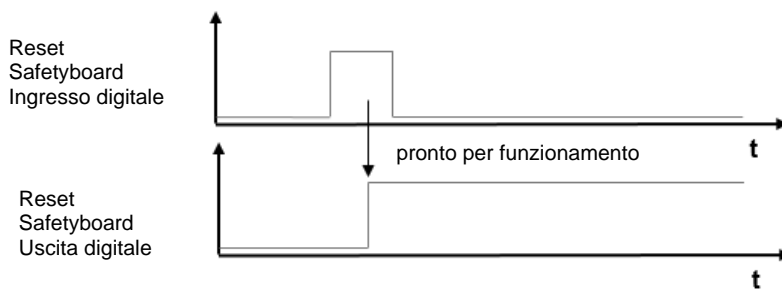 Reset
Safetyboard
Ingresso digitale
t
pronto per funzionamento
Reset
Safetyboard
Uscita digitale
t